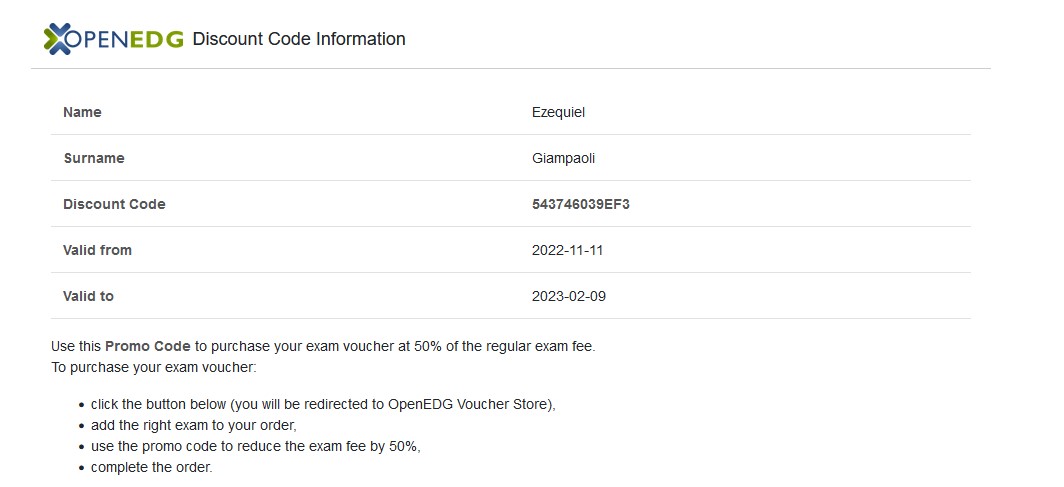 OPENEDG Discount Code Information
Name Ezequiel
Surname Giampaoli
Discount Code 543746039EF3
Valid from 2022-11-11
Valid to 2023-02-09
Use this Promo Code to purchase your exam voucher at 50% of the regular exam fee.
To purchase your exam voucher:
• click the button below (you will be redirected to OpenEDG Voucher Store),
• add the right exam to your order,
• use the promo code to reduce the exam fee by 50%,
• complete the order.